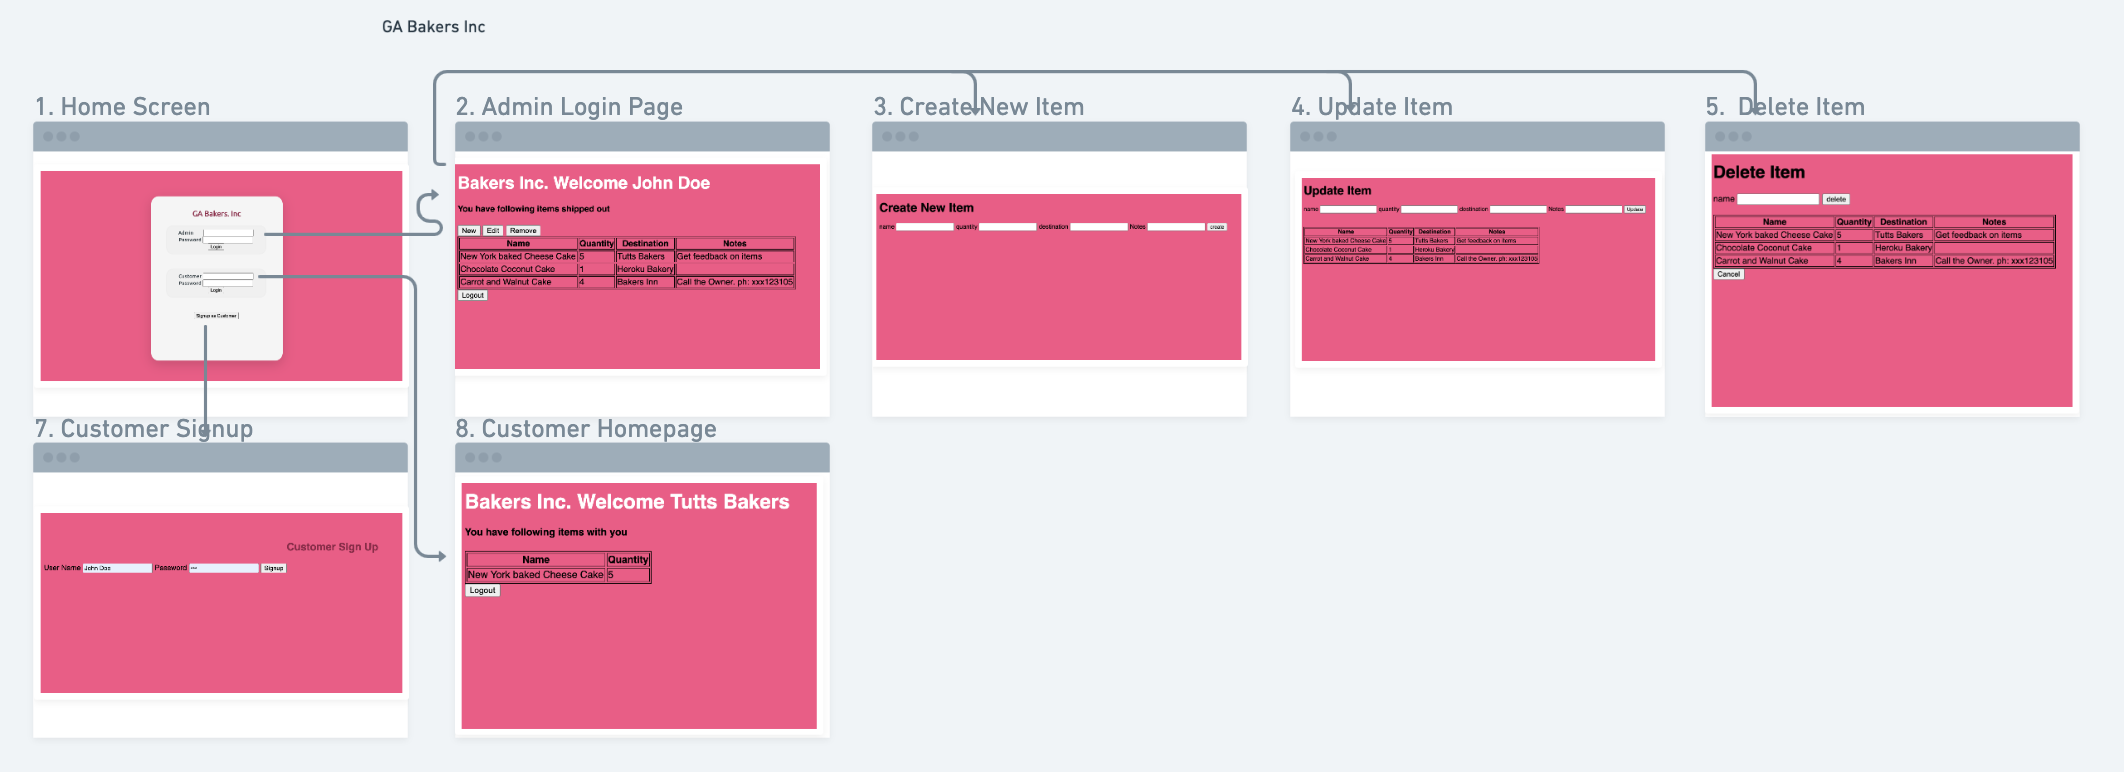 GA Bakers Inc
1. Home Screen
GA Bakers. Inc
Admin
Password
Login
Customer
Password
Login
Signup as Customer
2. Admin Login Page
Bakers Inc. Welcome John Doe
You have following items shipped out
New Edit Remove
Name Quantity Destination Notes
New York baked Cheese Cake 5 Tutts Bakers Get feedback on items
Chocolate Coconut Cake 1 Heroku Bakery
Carrot and Walnut Cake 4 Bakers Inn Call the Owner. ph: xxx123105
Logout
3. Create New Item
Create New Item
name quantity destination Notes create
4. Update Item
Update Item
name quantity destination Notes Update
Name Quantity Destination Notes
New York baked Cheese Cake 5 Tutts Bakers Get feedback on items
Chocolate Coconut Cake 1 Heroku Bakery
Carrot and Walnut Cake 4 Bakers Inn Call the Owner. ph: xxx123105
5. Delete Item
Delete Item
name delete
Name Quantity Destination Notes
New York baked Cheese Cake 5 Tutts Bakers Get feedback on items
Chocolate Coconut Cake 1 Heroku Bakery
Carrot and Walnut Cake 4 Bakers Inn Call the Owner. ph: xxx123105
Cancel
7. Customer Signup
Customer Sign Up
User Name John Doe Password Signup
8. Customer Homepage
Bakers Inc. Welcome Tutts Bakers
You have following items with you
Name Quantity
New York baked Cheese Cake 5
Logout